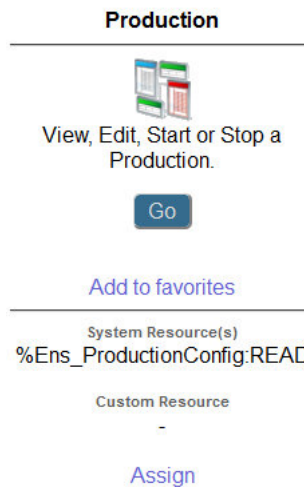 Production
View, Edit, Start or Stop a
Production.
Go
Add to favorites
System Resource(s)
%Ens_ProductionConfig:READ
Custom Resource
-
Assign